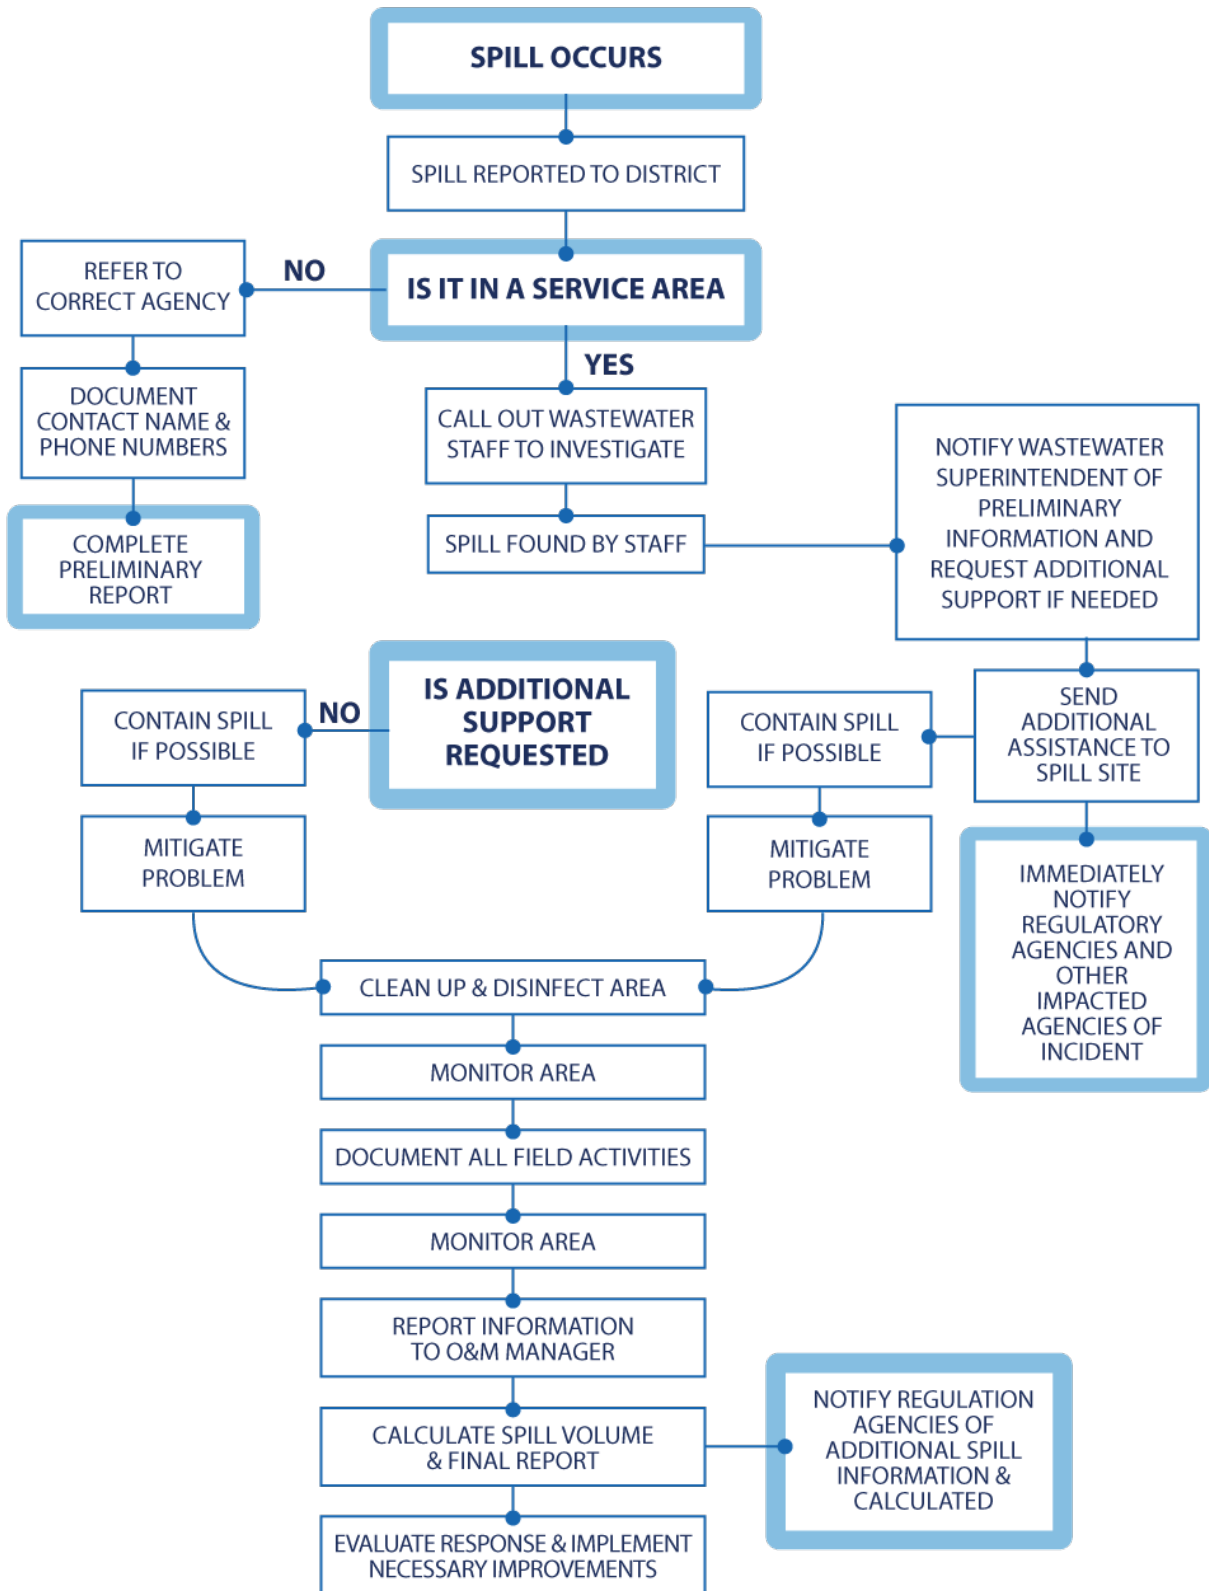 SPILL OCCURS
SPILL REPORTED TO DISTRICT
IS IT IN A SERVICE AREA
NO
REFER TO
CORRECT AGENCY
DOCUMENT
CONTACT NAME &
PHONE NUMBERS
COMPLETE
PRELIMINARY
REPORT
YES
CALL OUT WASTEWATER
STAFF TO INVESTIGATE
SPILL FOUND BY STAFF
NOTIFY WASTEWATER
SUPERINTENDENT OF
PRELIMINARY
INFORMATION AND
REQUEST ADDITIONAL
SUPPORT IF NEEDED
IS ADDITIONAL
SUPPORT
REQUESTED
NO
CONTAIN SPILL
IF POSSIBLE
MITIGATE
PROBLEM
SEND
ADDITIONAL
ASSISTANCE TO
SPILL SITE
CONTAIN SPILL
IF POSSIBLE
MITIGATE
PROBLEM
IMMEDIATELY
NOTIFY
REGULATORY
AGENCIES AND
OTHER
IMPACTED
AGENCIES OF
INCIDENT
CLEAN UP & DISINFECT AREA
MONITOR AREA
DOCUMENT ALL FIELD ACTIVITIES
MONITOR AREA
REPORT INFORMATION
TO O&M MANAGER
CALCULATE SPILL VOLUME
& FINAL REPORT
NOTIFY REGULATION
AGENCIES OF
ADDITIONAL SPILL
INFORMATION &
CALCULATED
EVALUATE RESPONSE & IMPLEMENT
NECESSARY IMPROVEMENTS